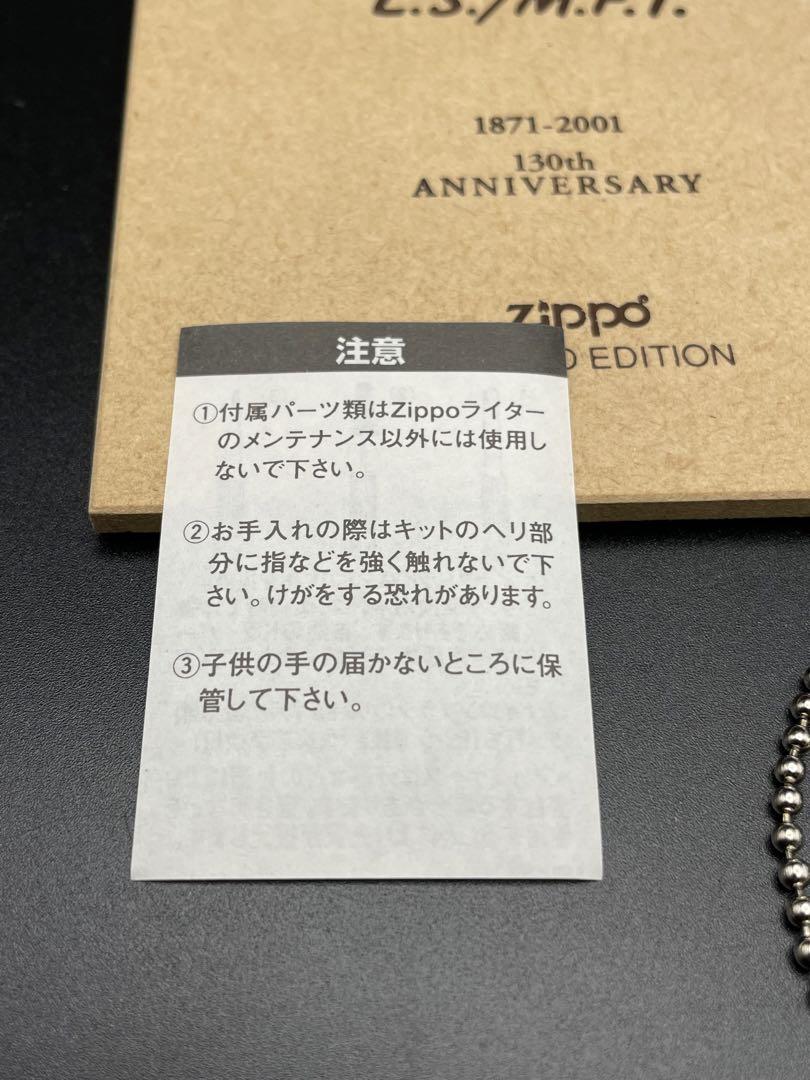 1871-2001
130th
ANNIVERSARY
zippo
EDITION
注意
①付属パーツ類はZippoライター
のメンテナンス以外には使用し
ないで下さい。
②お手入れの際はキットのヘリ部
分に指などを強く触れないで下
さい。けがをする恐れがあります。
③子供の手の届かないところに保
管して下さい。